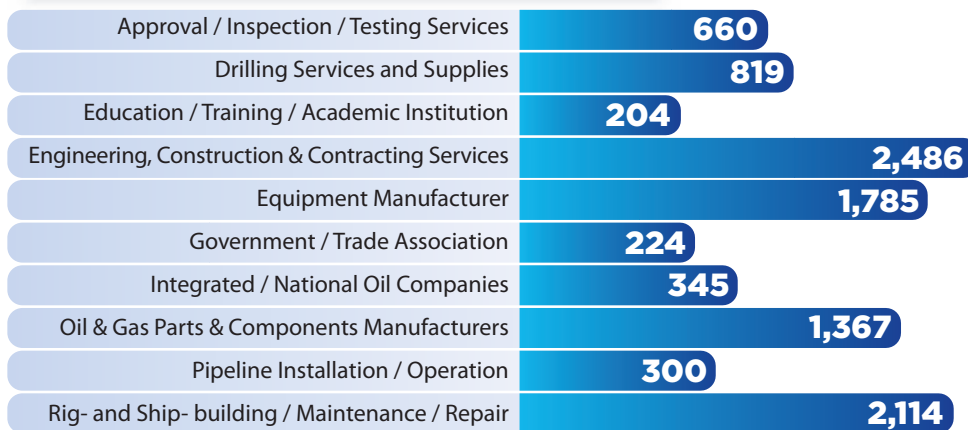 Approval / Inspection / Testing Services 660
Drilling Services and Supplies 819
Education / Training / Academic Institution 204
Engineering, Construction & Contracting Services 2,486
Equipment Manufacturer 1,785
Government / Trade Association 224
Integrated / National Oil Companies 345
Oil & Gas Parts & Components Manufacturers 1,367
Pipeline Installation / Operation 300
Rig- and Ship- building / Maintenance / Repair 2,114